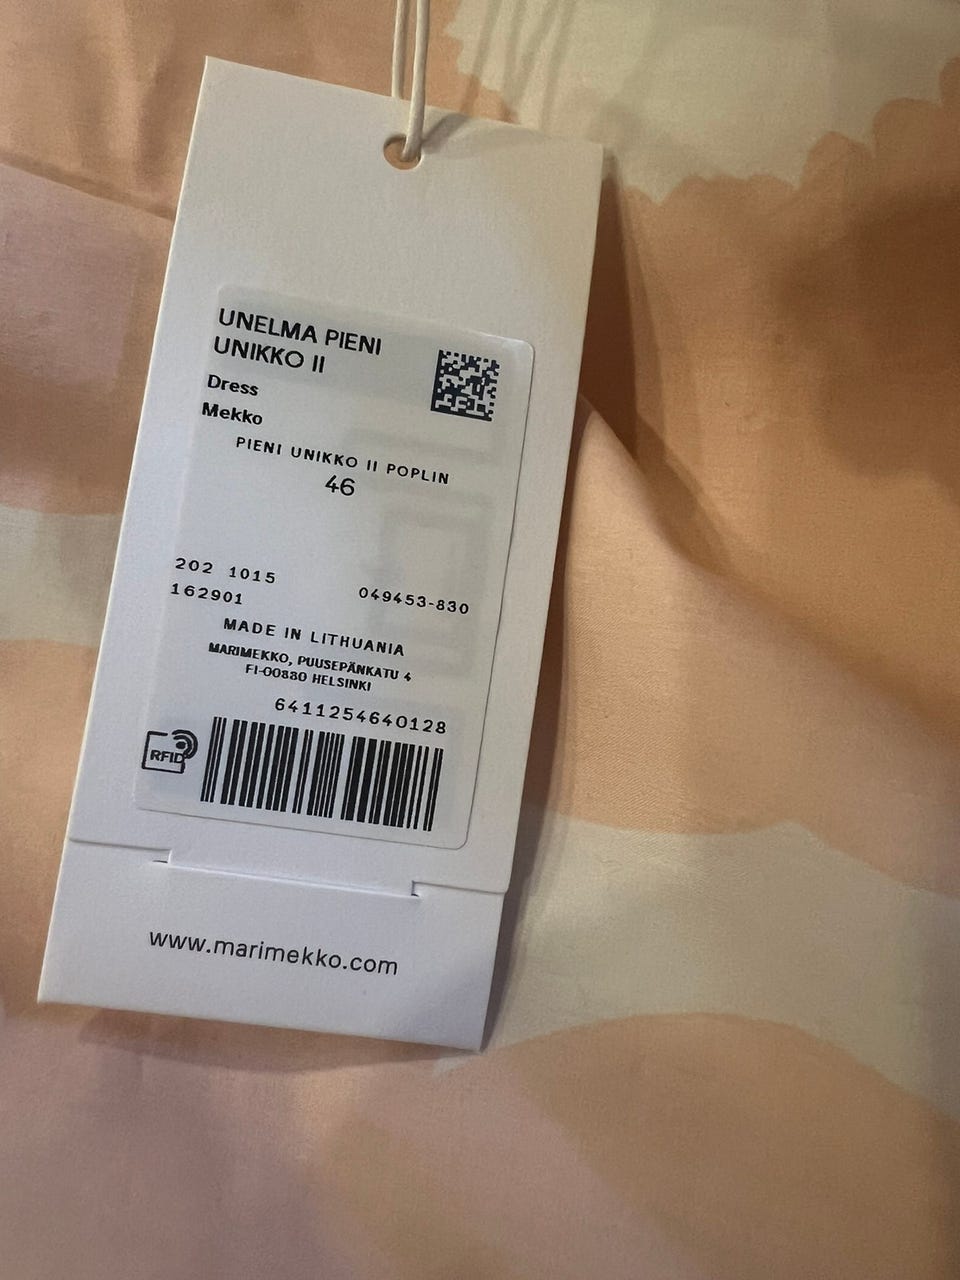 UNELMA PIENI
UNIKKO II
Dress
Mekko
PIENI UNIKKO II POPLIN
46
202 1015
162901
049453-830
MADE IN LITHUANIA
MARIMEKKO, PUUSEPÄNKATU 4
FI-00880 HELSINKI
6411254640128
RFID
www.marimekko.com